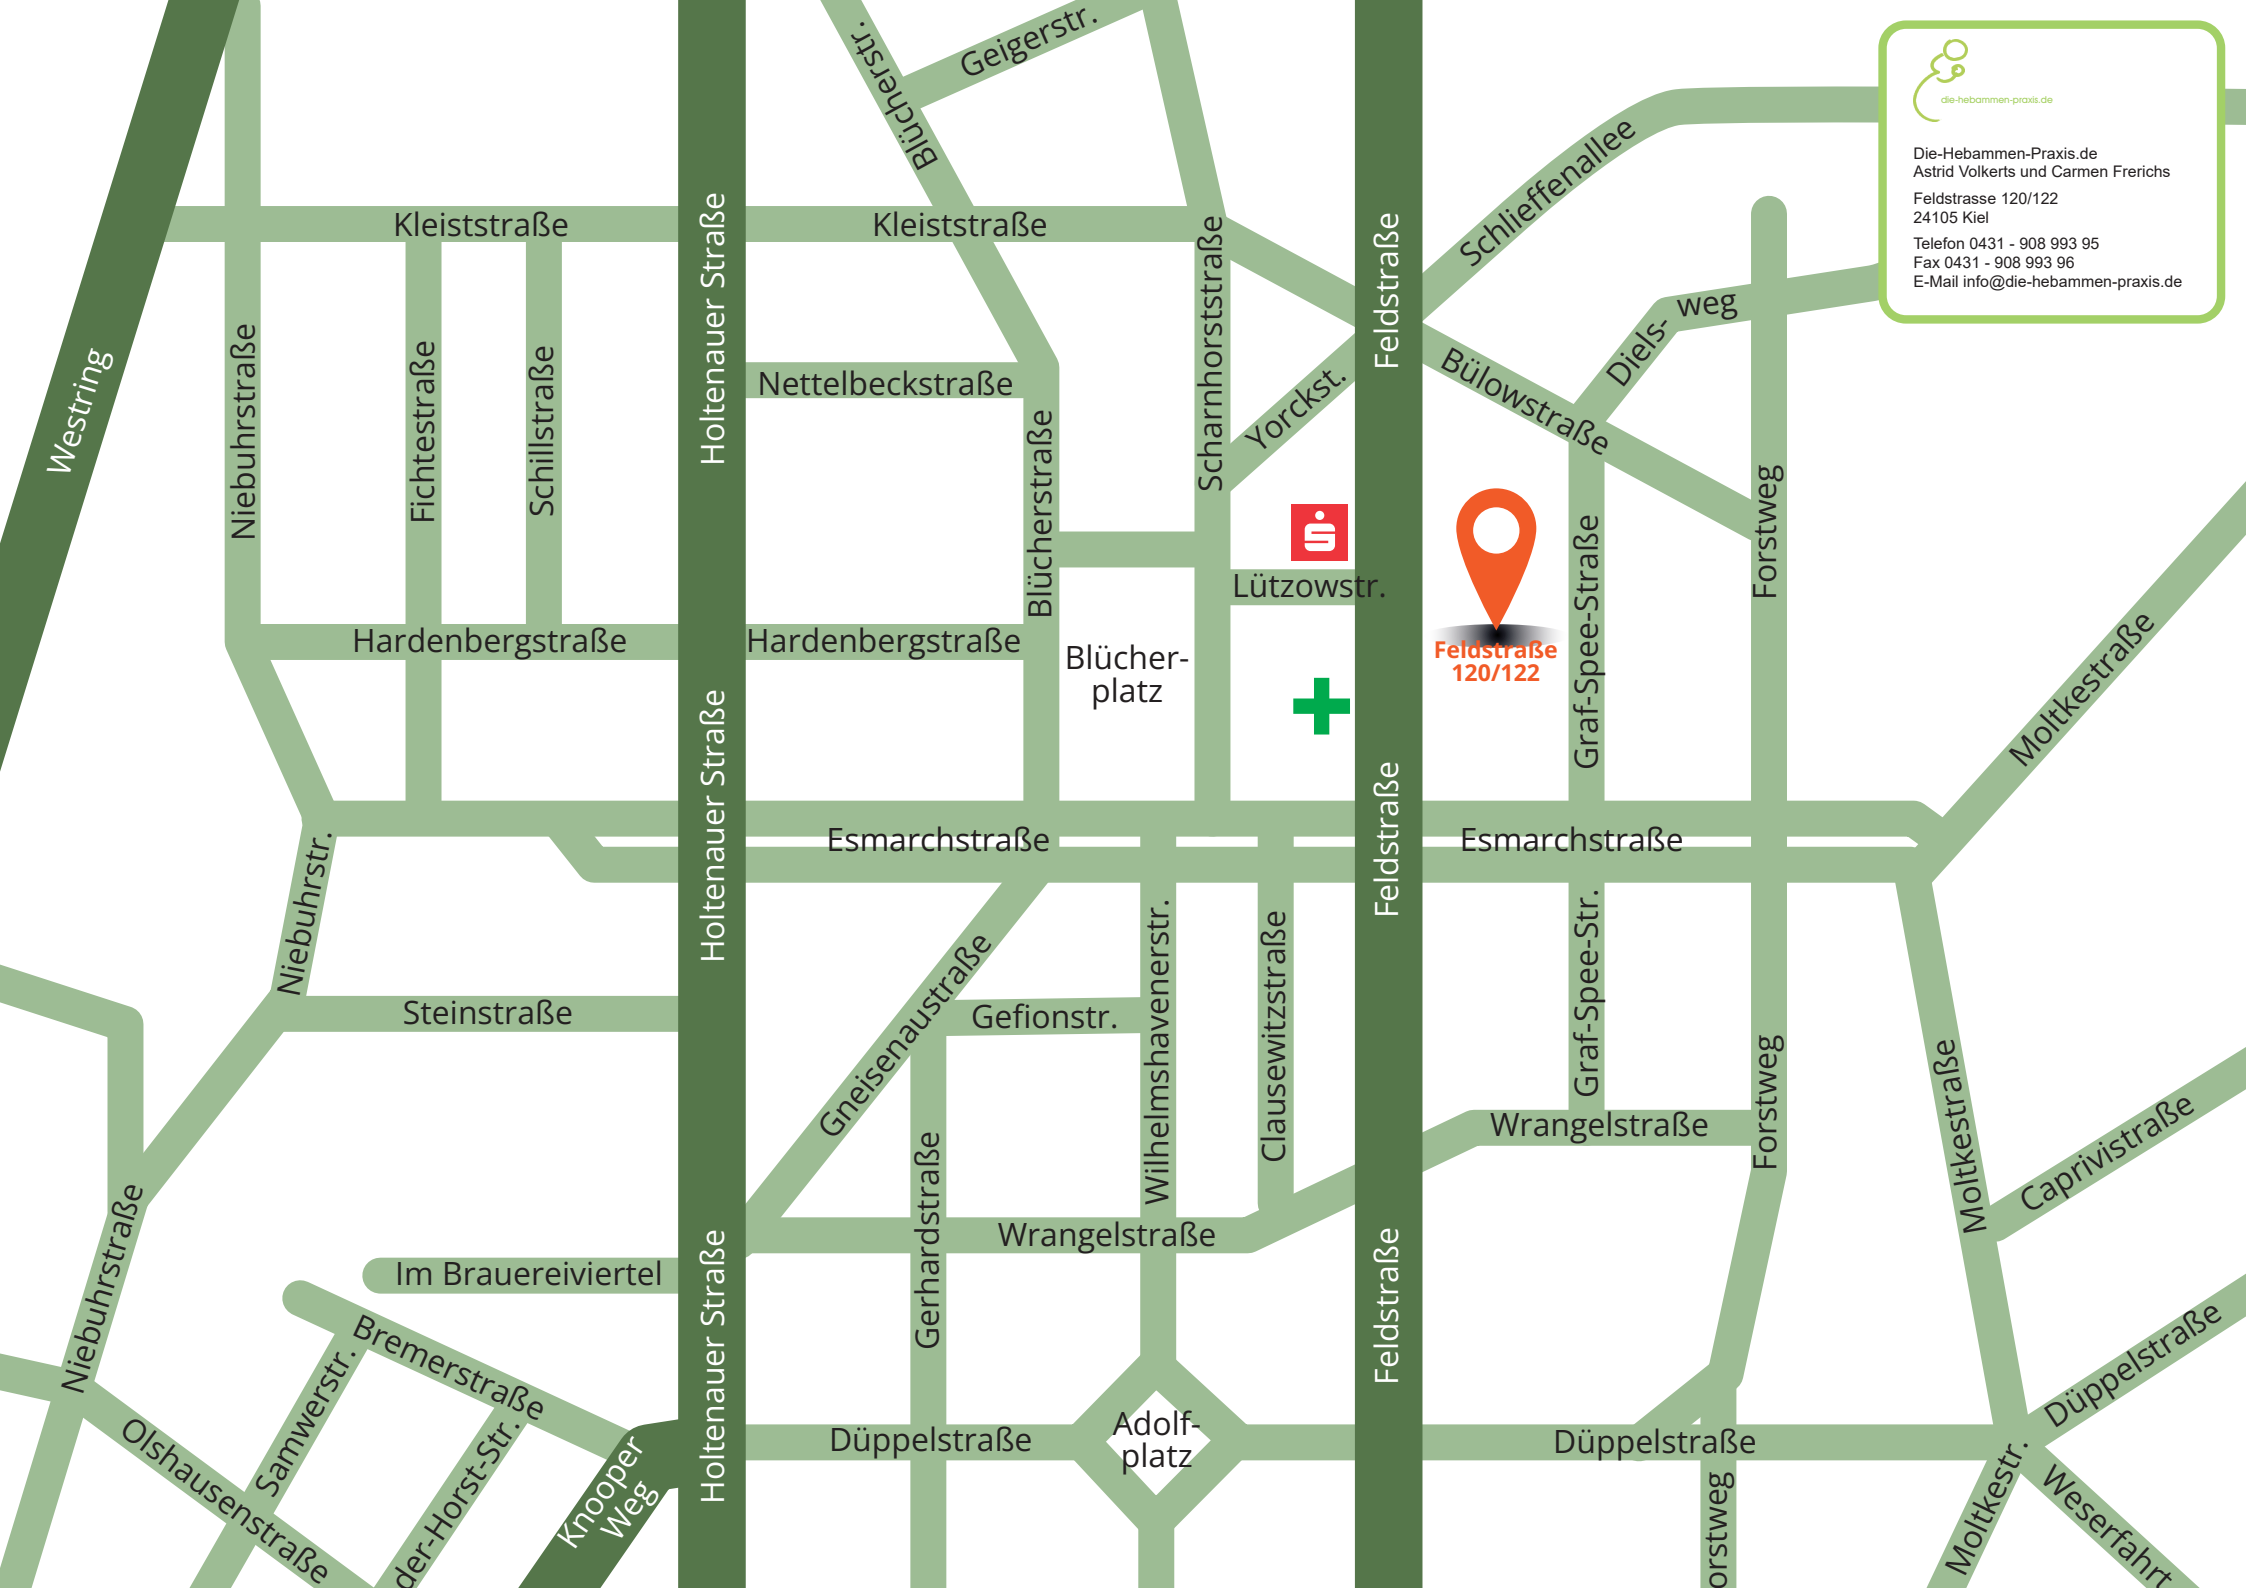 Blücherstr.
Geigerstr.
die-hebammen-praxis.de
Die-Hebammen-Praxis.de
Astrid Volkerts und Carmen Frerichs
Feldstrasse 120/122
24105 Kiel
Telefon 0431 - 908 993 95
Fax 0431 - 908 993 96
E-Mail info@die-hebammen-praxis.de
Schlieffenallee
Kleiststraße
Kleiststraße
Holtenauer Straße
Scharnhorststraße
Feldstraße
Diels-
weg
Westring
Niebuhrstraße
Fichtestraße
Schillstraße
Nettelbeckstraße
Blücherstraße
Yorckst.
Bülowstraße
Forstweg
Lützowstr.
Graf-Spee-Straße
Hardenbergstraße
Hardenbergstraße
Blücher-
platz
Feldstraße
120/122
Moltkestraße
Holtenauer Straße
Feldstraße
Niebuhrstr.
Esmarchstraße
Esmarchstraße
Steinstraße
Gneisenaustraße
Gefionstr.
Wilhelmshavenerstr.
Clausewitzstraße
Graf-Spee-Str.
Forstweg
Moltkestraße
Caprivistraße
Wrangelstraße
Wrangelstraße
Gerhardstraße
Niebuhrstraße
Im Brauereiviertel
Holtenauer Straße
Feldstraße
Bremerstraße
Samwerstr.
Olshausenstraße
der-Horst-Str.
Knooper
Weg
Düppelstraße
Adolf-
platz
Düppelstraße
Düppelstraße
orstweg
Moltkestr.
Weserfahrt